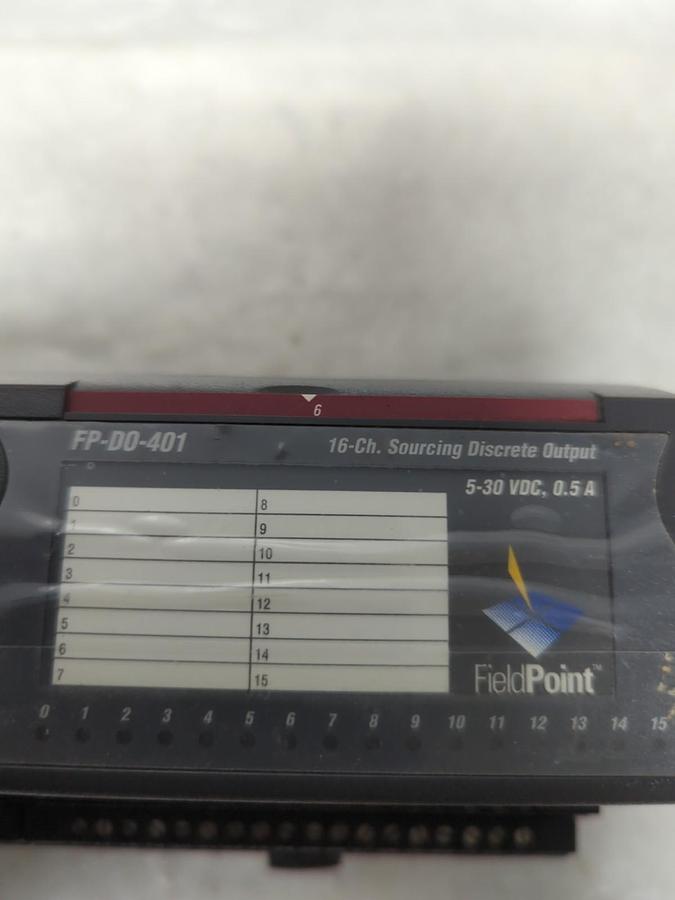 6
FP-DO-401
16-Ch. Sourcing Discrete Output
5-30 VDC, 0.5 A
0 8
1 9
2 10
3 11
4 12
5 13
6 14
7 15
FieldPoint™
0 1 2 3 4 5 6 7 8 9 10 11 12 13 14 15